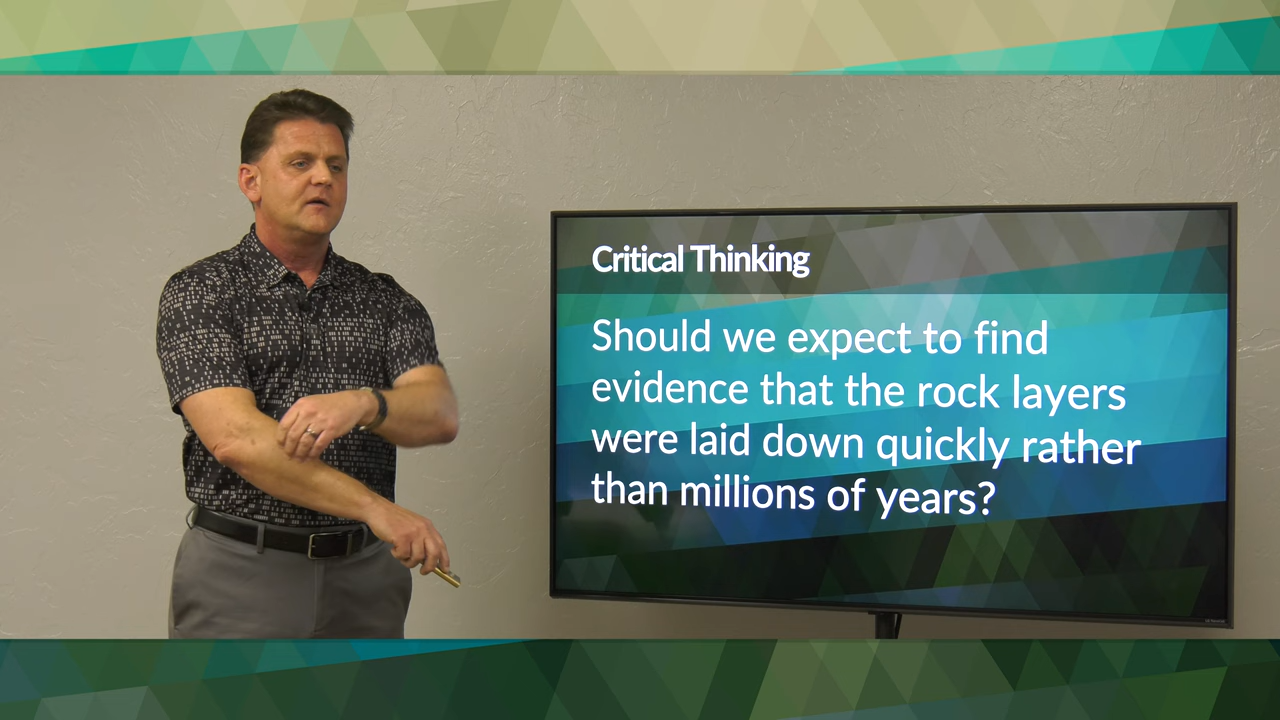 Critical Thinking
Should we expect to find
evidence that the rock layers
were laid down quickly rather
than millions of years?